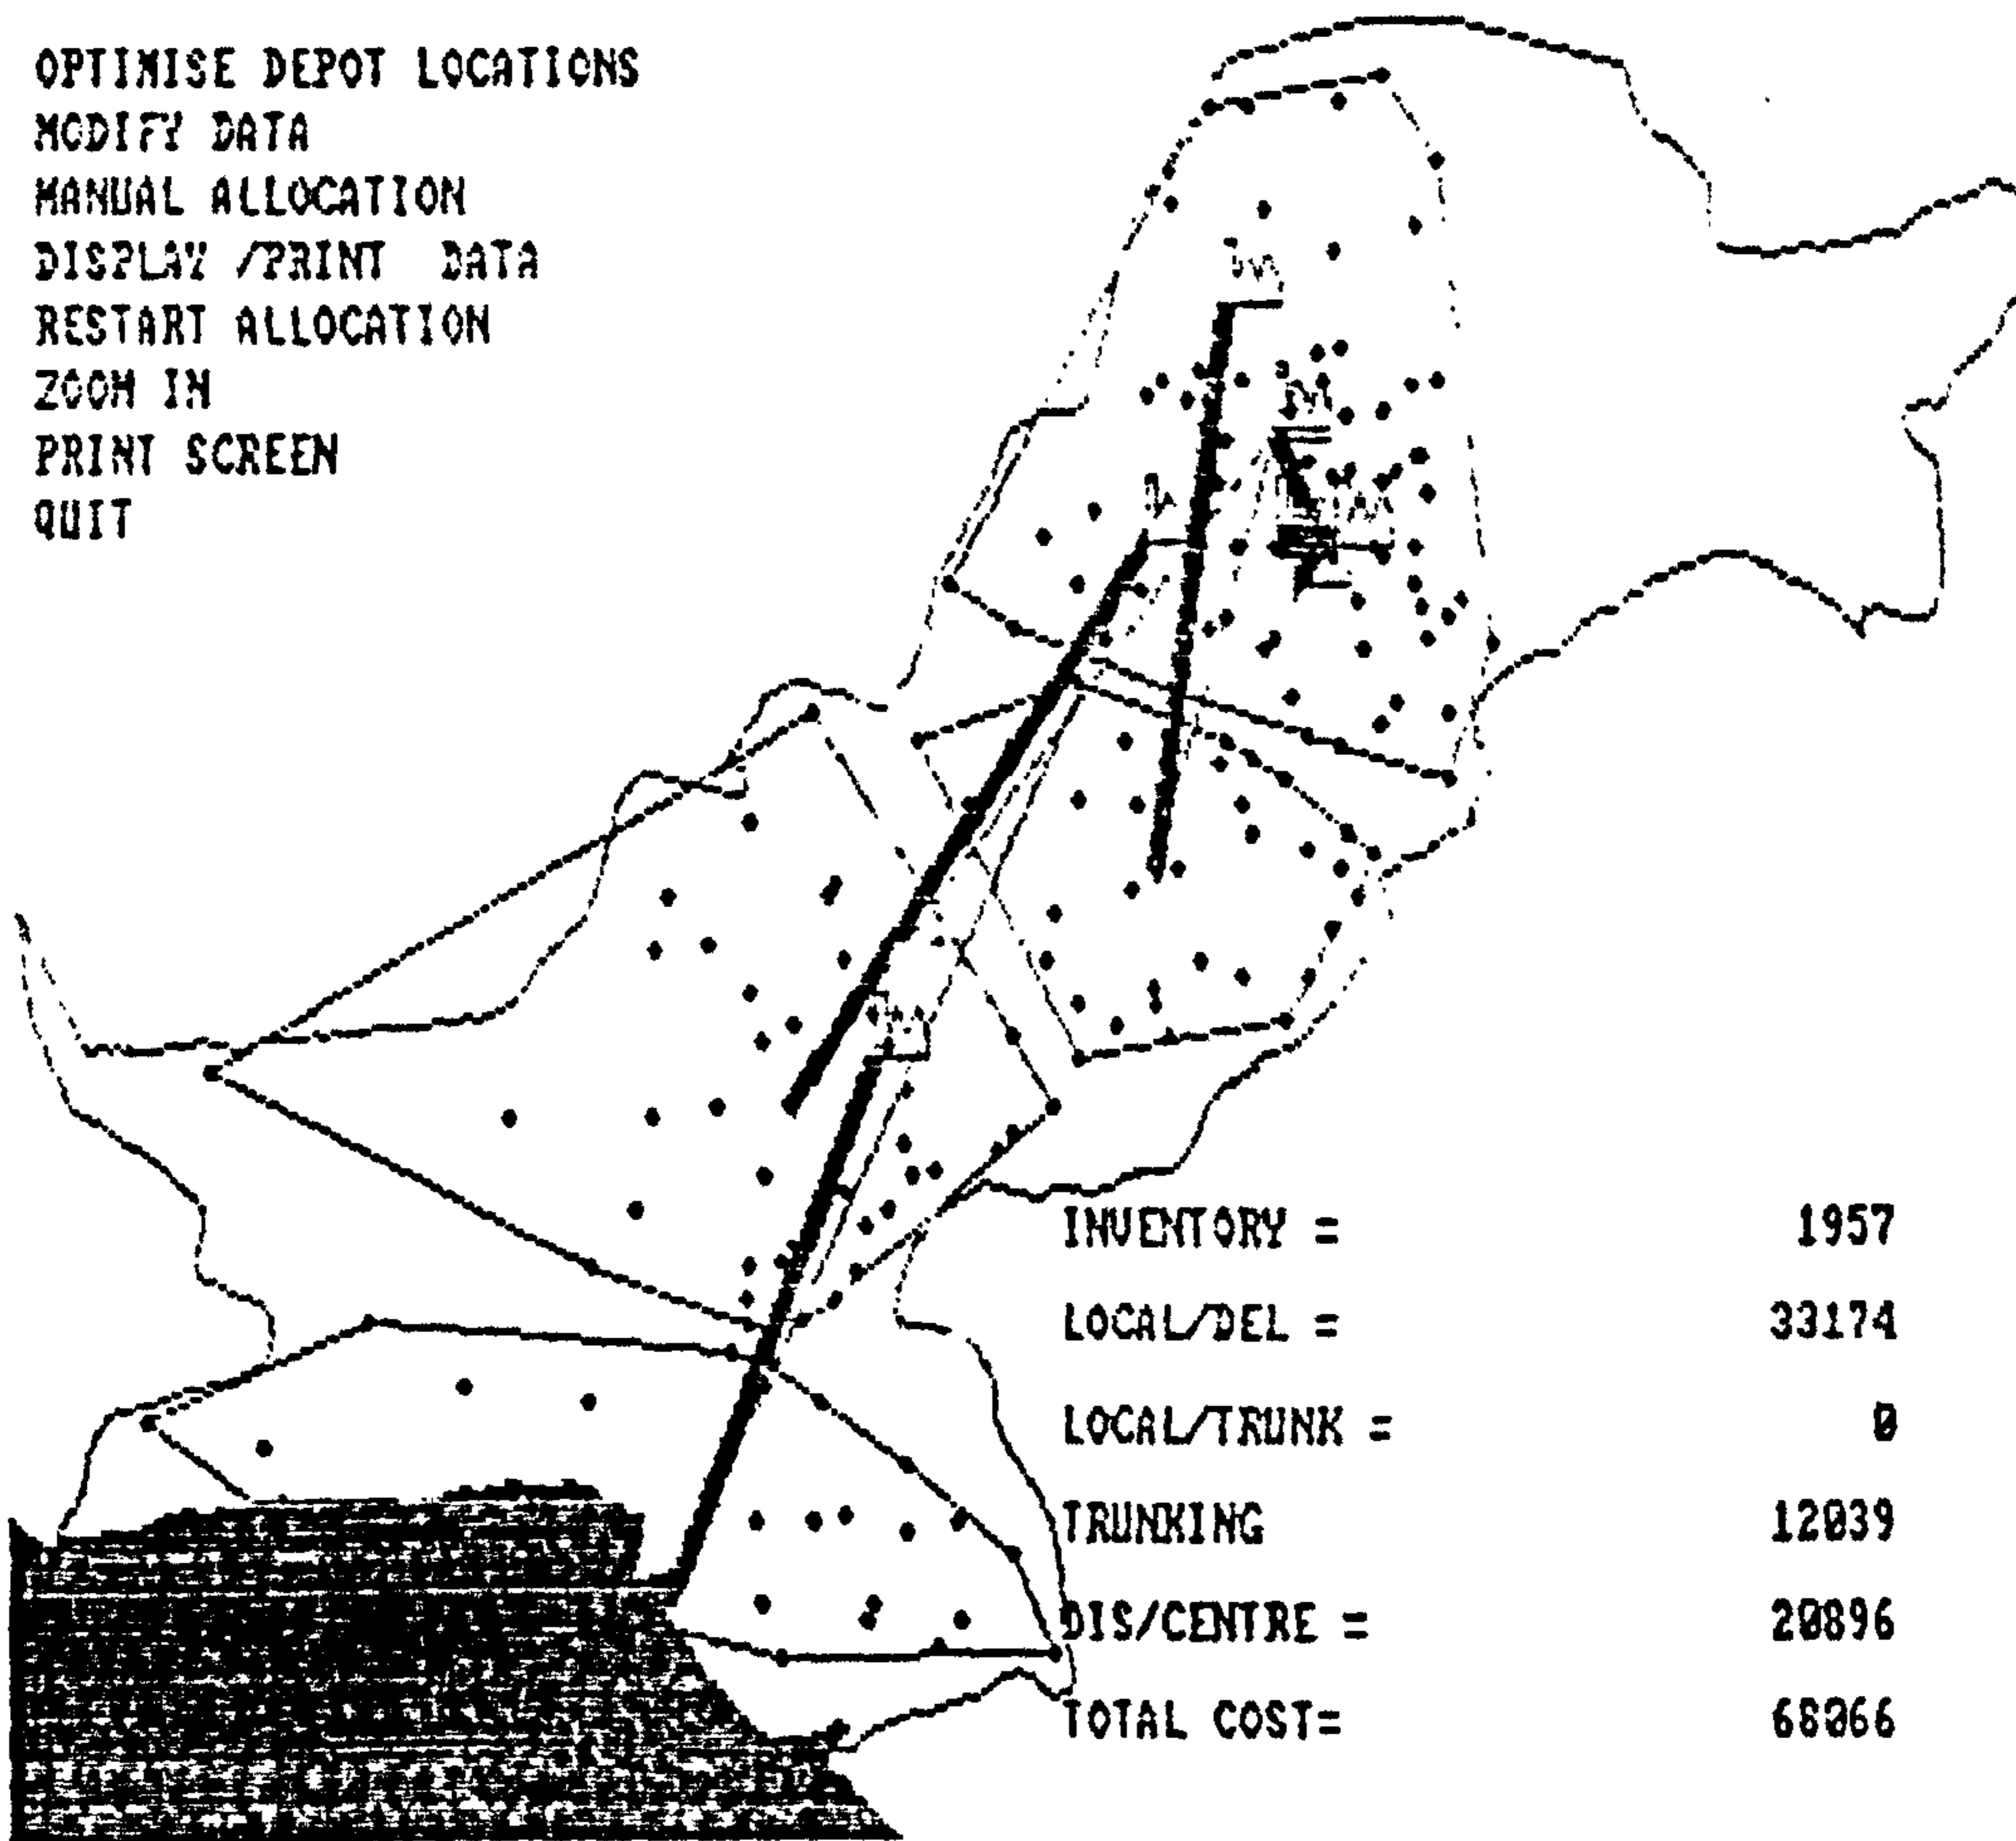 OPTIMISE DEPOT LOCATIONS
MODIFY DATA
MANUAL ALLOCATION
DISPLAY /PRINT DATA
RESTART ALLOCATION
ZOOM IN
PRINT SCREEN
QUIT
INVENTORY = 1957
LOCAL/DEL = 33174
LOCAL/TRUNK = 0
TRUNKING 12039
DIS/CENTRE = 20896
TOTAL COST= 68066